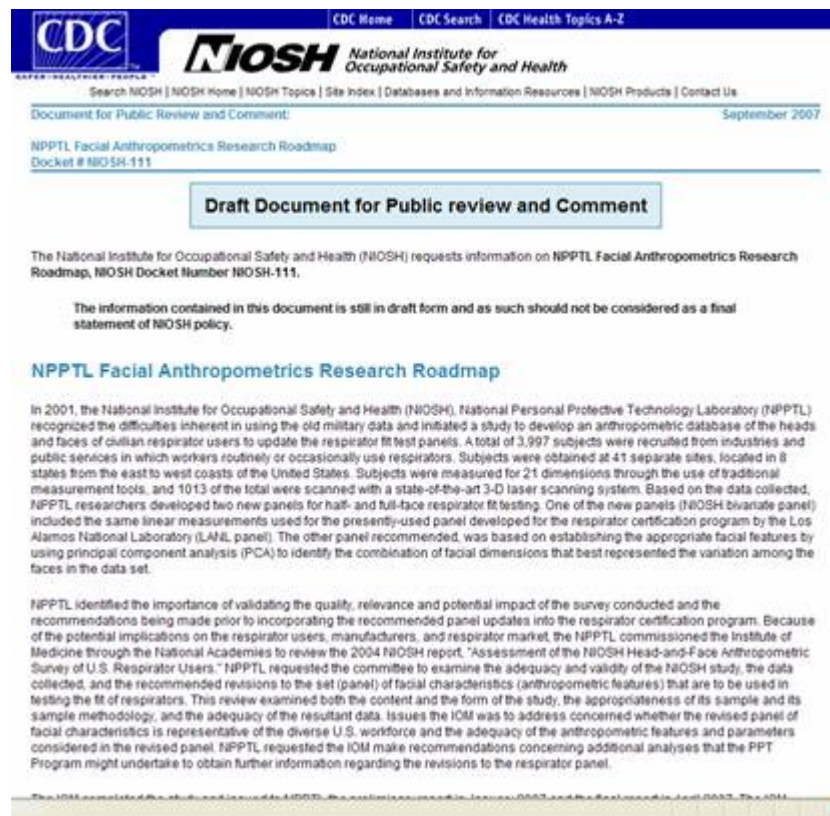 CDC Home CDC Search CDC Health Topics A-Z
CDC
SAFER • HEALTHIER • PEOPLE™
NIOSH National Institute for
Occupational Safety and Health
Search NIOSH | NIOSH Home | NIOSH Topics | Site Index | Databases and Information Resources | NIOSH Products | Contact Us
Document for Public Review and Comment: September 2007
NPPTL Facial Anthropometrics Research Roadmap
Docket # NIOSH-111
Draft Document for Public review and Comment
The National Institute for Occupational Safety and Health (NIOSH) requests information on NPPTL Facial Anthropometrics Research
Roadmap, NIOSH Docket Number NIOSH-111.
The information contained in this document is still in draft form and as such should not be considered as a final
statement of NIOSH policy.
NPPTL Facial Anthropometrics Research Roadmap
In 2001, the National Institute for Occupational Safety and Health (NIOSH), National Personal Protective Technology Laboratory (NPPTL)
recognized the difficulties inherent in using the old military data and initiated a study to develop an anthropometric database of the heads
and faces of civilian respirator users to update the respirator fit test panels. A total of 3,997 subjects were recruited from industries and
public services in which workers routinely or occasionally use respirators. Subjects were obtained at 41 separate sites, located in 8
states from the east to west coasts of the United States. Subjects were measured for 21 dimensions through the use of traditional
measurement tools, and 1013 of the total were scanned with a state-of-the-art 3-D laser scanning system. Based on the data collected,
NPPTL researchers developed two new panels for half- and full-face respirator fit testing. One of the new panels (NIOSH bivariate panel)
included the same linear measurements used for the presently-used panel developed for the respirator certification program by the Los
Alamos National Laboratory (LANL panel). The other panel recommended, was based on establishing the appropriate facial features by
using principal component analysis (PCA) to identify the combination of facial dimensions that best represented the variation among the
faces in the data set.
NPPTL identified the importance of validating the quality, relevance and potential impact of the survey conducted and the
recommendations being made prior to incorporating the recommended panel updates into the respirator certification program. Because
of the potential implications on the respirator users, manufacturers, and respirator market, the NPPTL commissioned the Institute of
Medicine through the National Academies to review the 2004 NIOSH report, "Assessment of the NIOSH Head-and-Face Anthropometric
Survey of U.S. Respirator Users." NPPTL requested the committee to examine the adequacy and validity of the NIOSH study, the data
collected, and the recommended revisions to the set (panel) of facial characteristics (anthropometric features) that are to be used in
testing the fit of respirators. This review examined both the content and the form of the study, the appropriateness of its sample and its
sample methodology, and the adequacy of the resultant data. Issues the IOM was to address concerned whether the revised panel of
facial characteristics is representative of the diverse U.S. workforce and the adequacy of the anthropometric features and parameters
considered in the revised panel. NPPTL requested the IOM make recommendations concerning additional analyses that the PPT
Program might undertake to obtain further information regarding the revisions to the respirator panel.